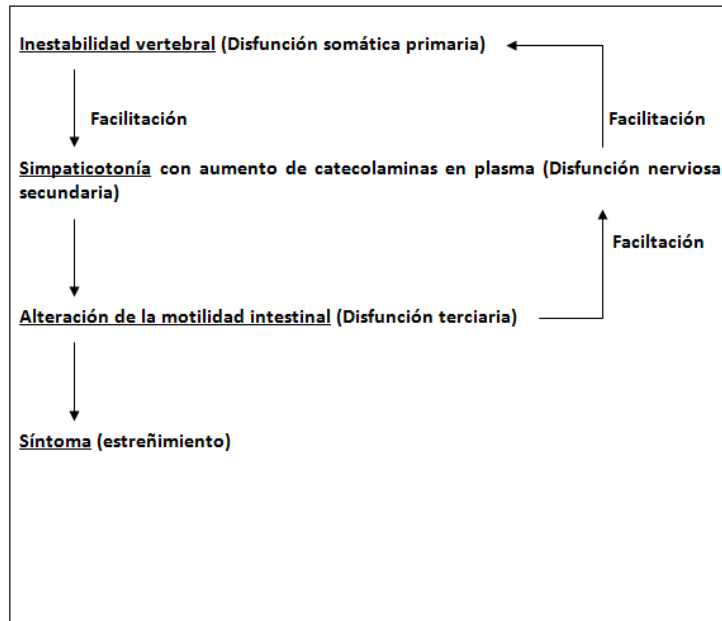 Inestabilidad vertebral (Disfunción somática primaria)
Facilitación Facilitación
Simpaticotonía con aumento de catecolaminas en plasma (Disfunción nerviosa
secundaria)
Faciltación
Alteración de la motilidad intestinal (Disfunción terciaria)
Síntoma (estreñimiento)